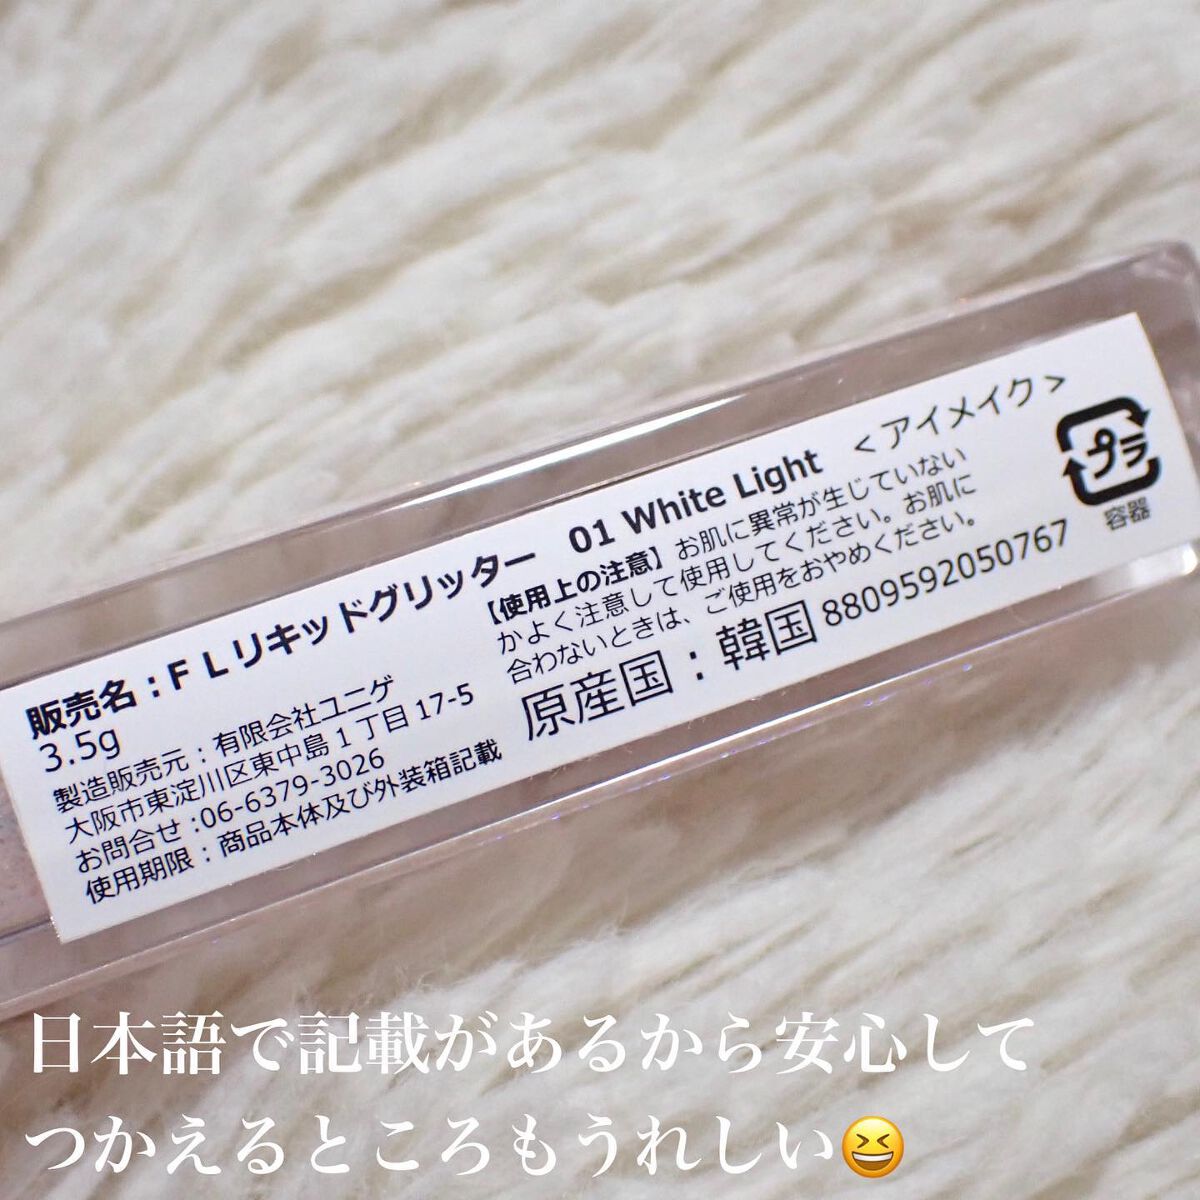 販売名：ＦＬリキッドグリッター　01 White Light　＜アイメイク＞
3.5g
製造販売元：有限会社ユニゲ
大阪市東淀川区東中島１丁目17-5
お問合せ:06-6379-3026
使用期限：商品本体及び外装箱記載
【使用上の注意】お肌に異常が生じていない
かよく注意して使用してください。お肌に
合わないときは、ご使用をおやめください。
原産国：韓国 8809592050767
プラ
容器
日本語で記載があるから安心して
つかえるところもうれしい😆